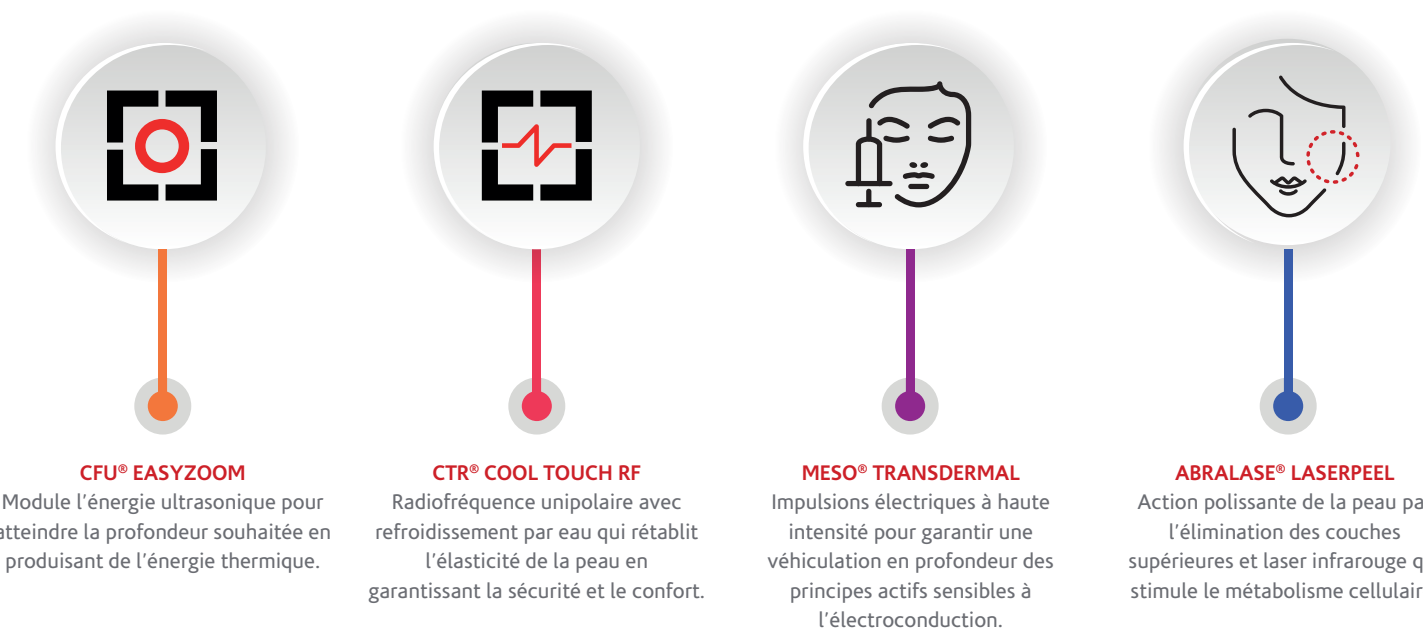 CFU® EASYZOOM
Module l'énergie ultrasonique pour
atteindre la profondeur souhaitée en
produisant de l'énergie thermique.
CTR® COOL TOUCH RF
Radiofréquence unipolaire avec
refroidissement par eau qui rétablit
l'élasticité de la peau en
garantissant la sécurité et le confort.
MESO® TRANSDERMAL
Impulsions électriques à haute
intensité pour garantir une
véhiculation en profondeur des
principes actifs sensibles à
l'électroconduction.
ABRALASE® LASERPEEL
Action polissante de la peau pa
l'élimination des couches
supérieures et laser infrarouge q
stimule le métabolisme cellulair